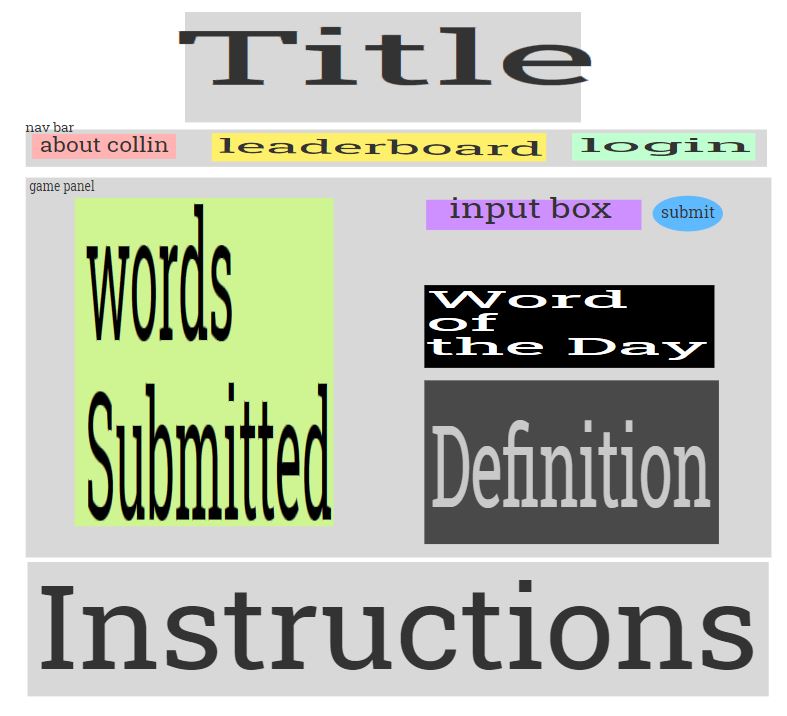 Title
nav bar
about collin
leaderboard
login
game panel
words
Submitted
input box
submit
Word
of
the Day
Definition
Instructions